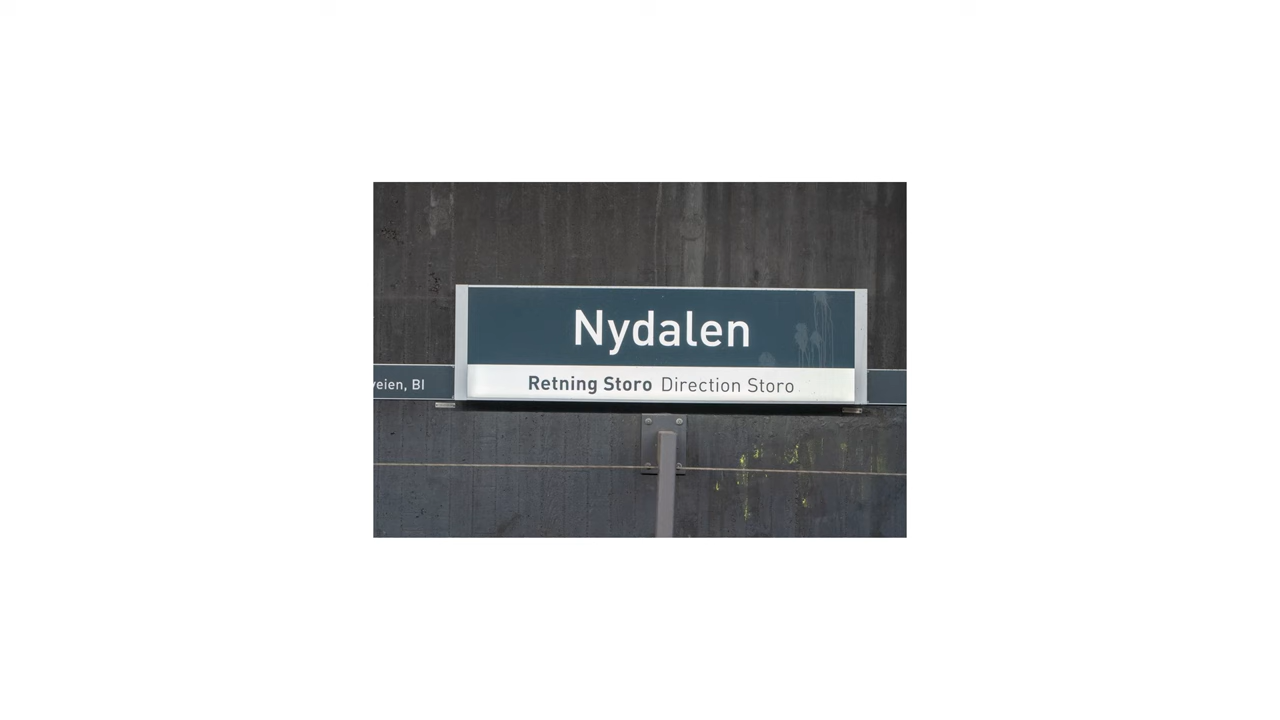 Nydalen
Retning Storo Direction Storo
veien, BI